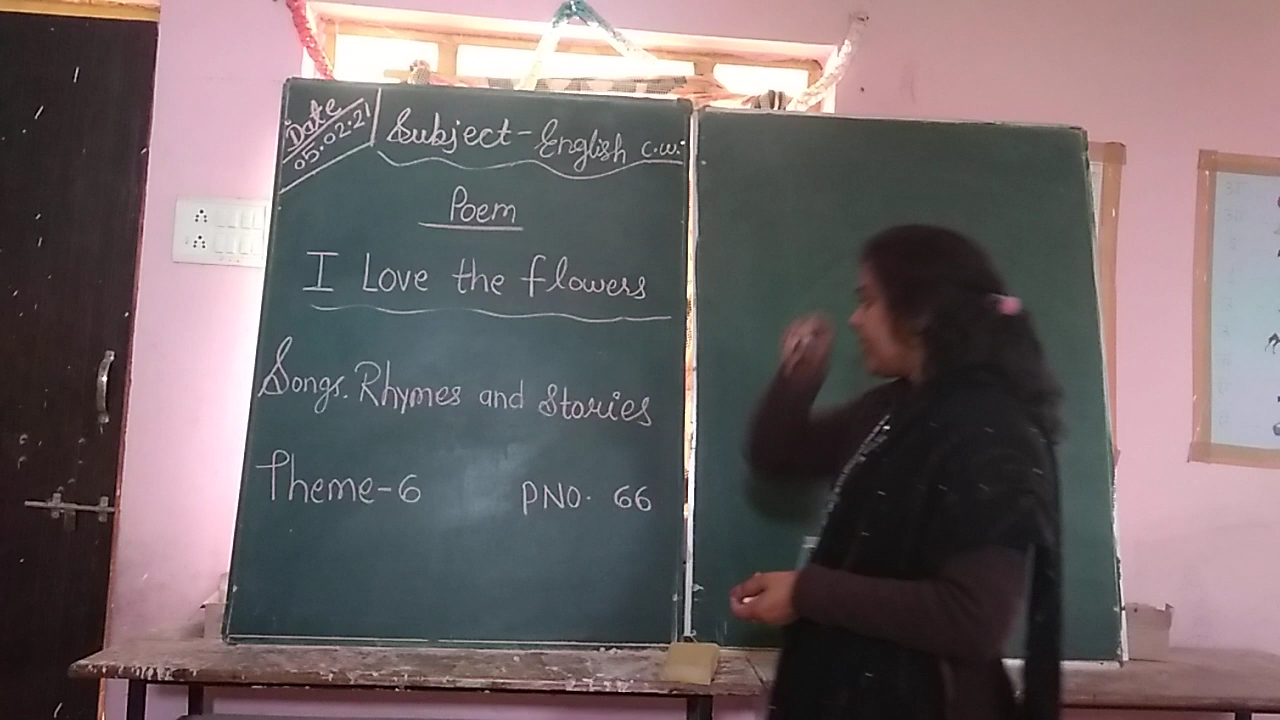 Date
05.02.21
Subject - English C.W.
Poem
I Love the flowers
Songs. Rhymes and Stories
Theme-6 PNO. 66